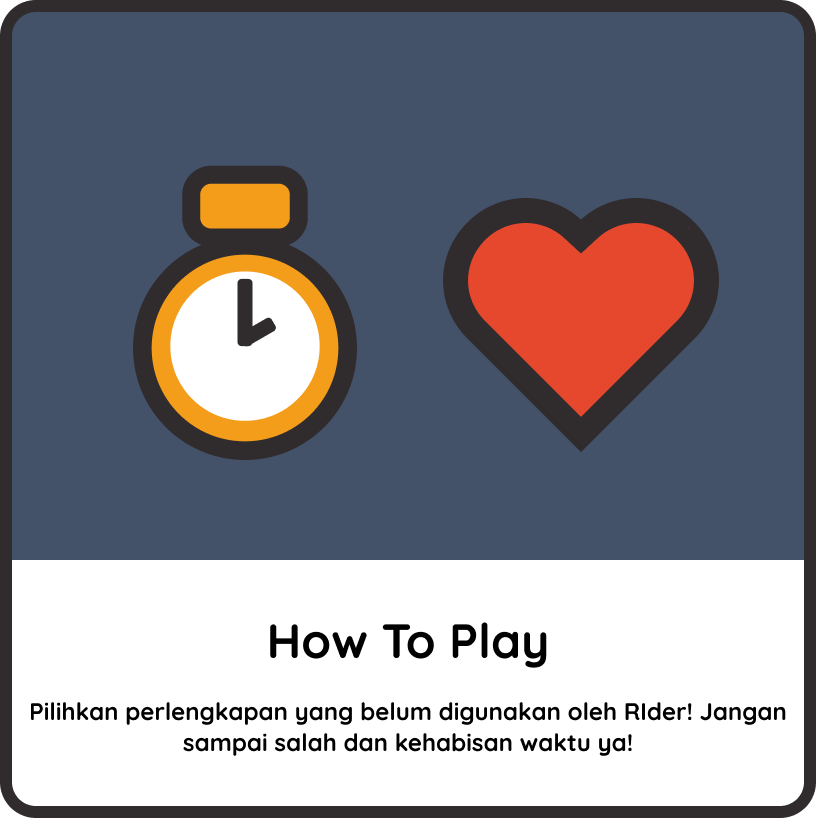 How To Play
Pilihkan perlengkapan yang belum digunakan oleh RIder! Jangan
sampai salah dan kehabisan waktu ya!